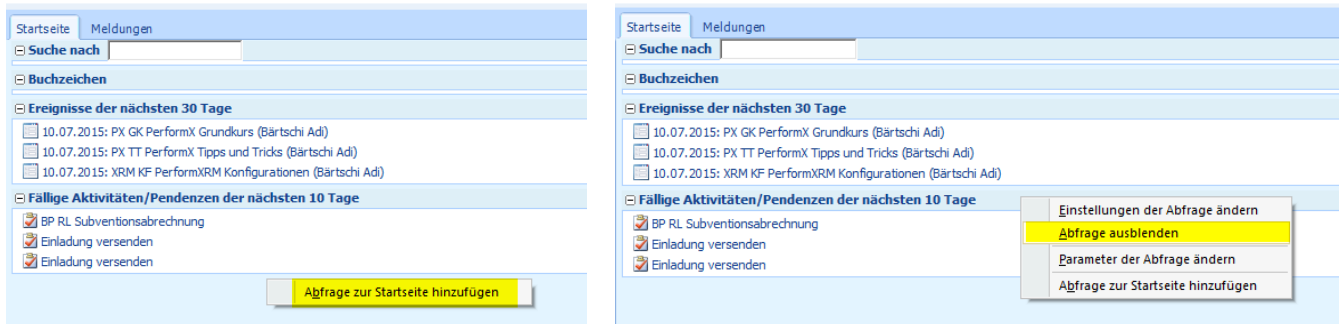 Startseite Meldungen
Suche nach
Buchzeichen
Ereignisse der nächsten 30 Tage
10.07.2015: PX GK PerformX Grundkurs (Bärtschi Adi)
10.07.2015: PX TT PerformX Tipps und Tricks (Bärtschi Adi)
10.07.2015: XRM KF PerformXRM Konfigurationen (Bärtschi Adi)
Fällige Aktivitäten/Pendenzen der nächsten 10 Tage
BP RL Subventionsabrechnung
Einladung versenden
Einladung versenden
Abfrage zur Startseite hinzufügen
Startseite Meldungen
Suche nach
Buchzeichen
Ereignisse der nächsten 30 Tage
10.07.2015: PX GK PerformX Grundkurs (Bärtschi Adi)
10.07.2015: PX TT PerformX Tipps und Tricks (Bärtschi Adi)
10.07.2015: XRM KF PerformXRM Konfigurationen (Bärtschi Adi)
Fällige Aktivitäten/Pendenzen der nächsten 10 Tage
BP RL Subventionsabrechnung
Einladung versenden
Einladung versenden
Einstellungen der Abfrage ändern
Abfrage ausblenden
Parameter der Abfrage ändern
Abfrage zur Startseite hinzufügen